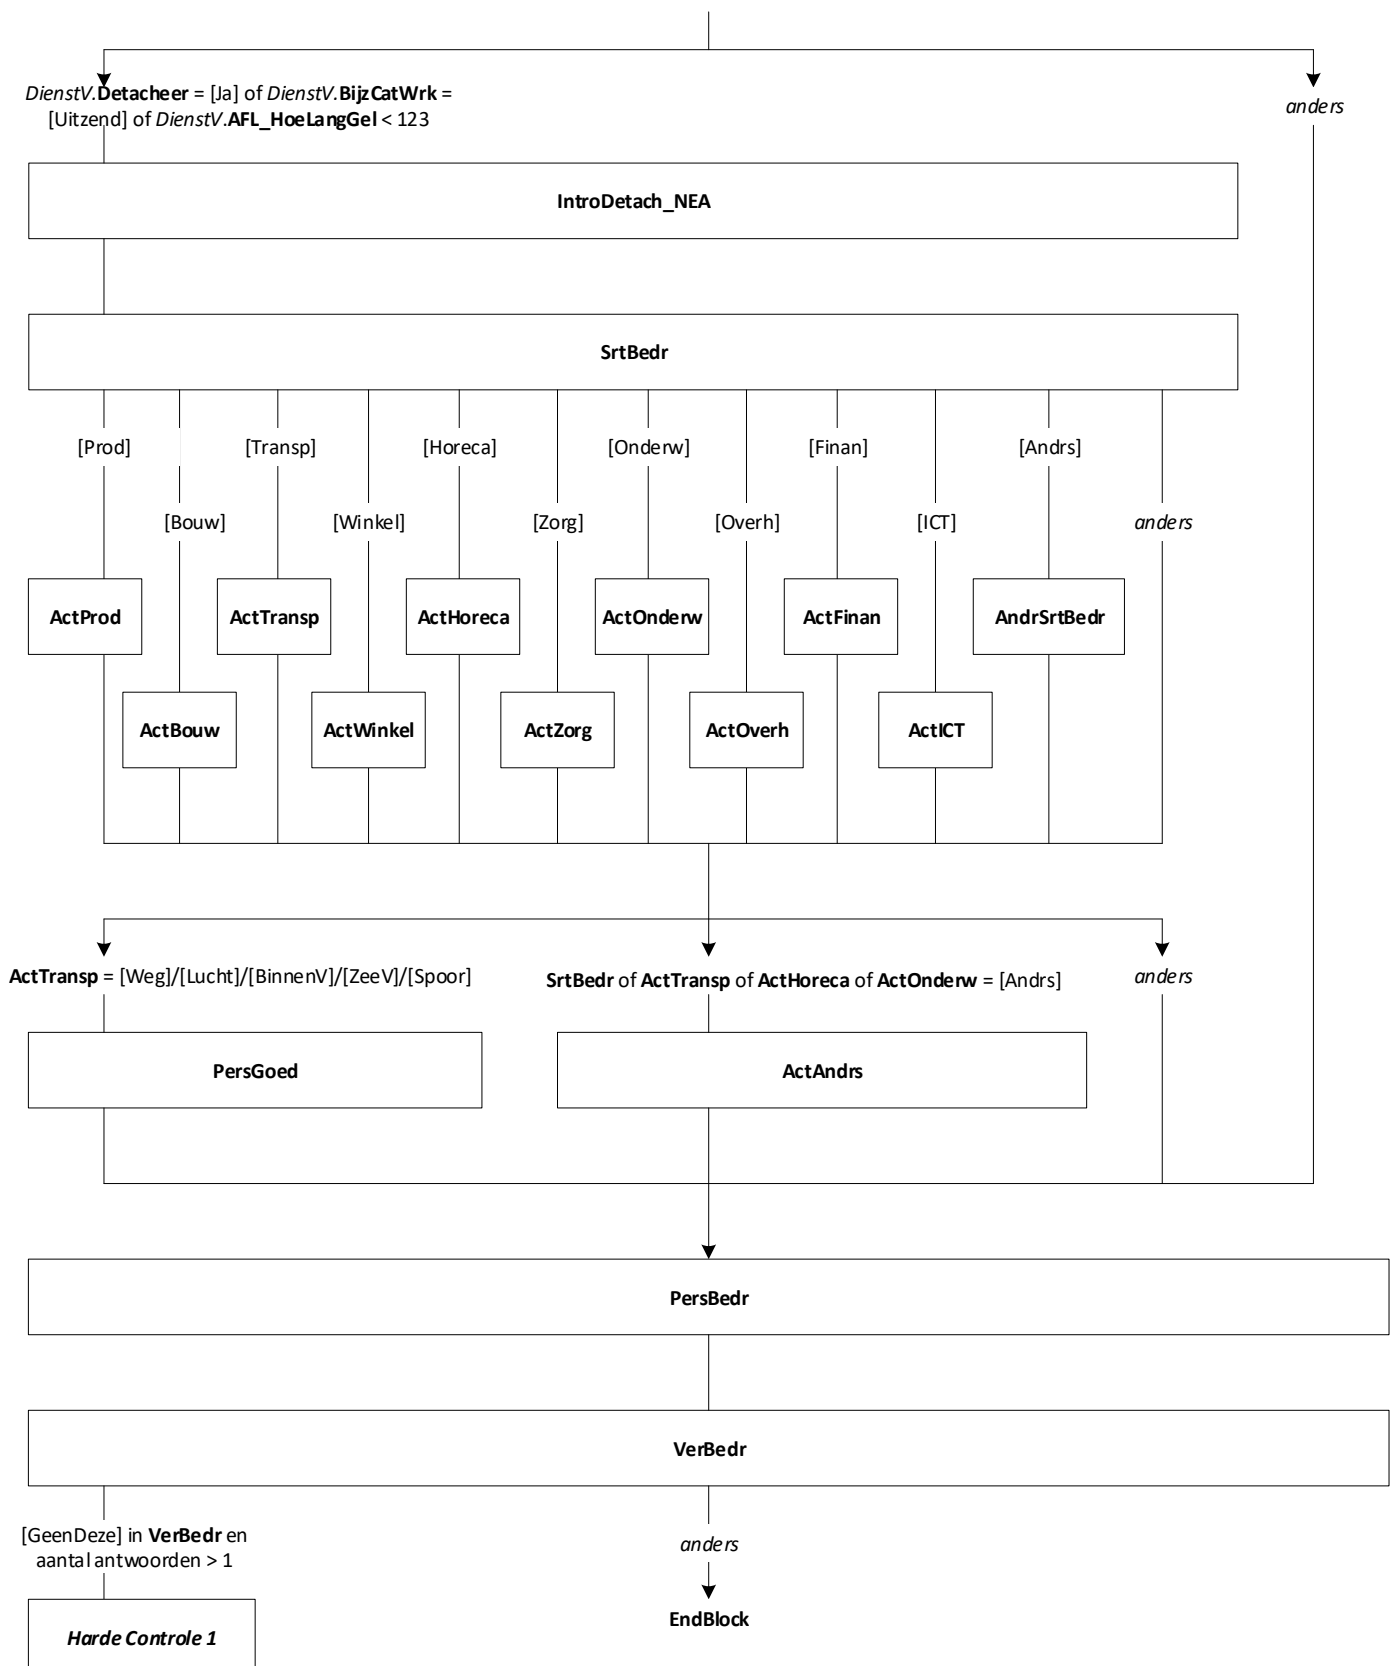 DienstV.Detacheer = [Ja] of DienstV.BijzCatWrk =
[Uitzend] of DienstV.AFL_HoeLangGel < 123
anders
IntroDetach_NEA
SrtBedr
[Prod]
[Transp]
[Horeca]
[Onderw]
[Finan]
[Andrs]
[Bouw]
[Winkel]
[Zorg]
[Overh]
[ICT]
anders
ActProd
ActTransp
ActHoreca
ActOnderw
ActFinan
AndrSrtBedr
ActBouw
ActWinkel
ActZorg
ActOverh
ActICT
ActTransp = [Weg]/[Lucht]/[BinnenV]/[ZeeV]/[Spoor]
SrtBedr of ActTransp of ActHoreca of ActOnderw = [Andrs]
anders
PersGoed
ActAndrs
PersBedr
VerBedr
[GeenDeze] in VerBedr en
aantal antwoorden > 1
anders
Harde Controle 1
EndBlock